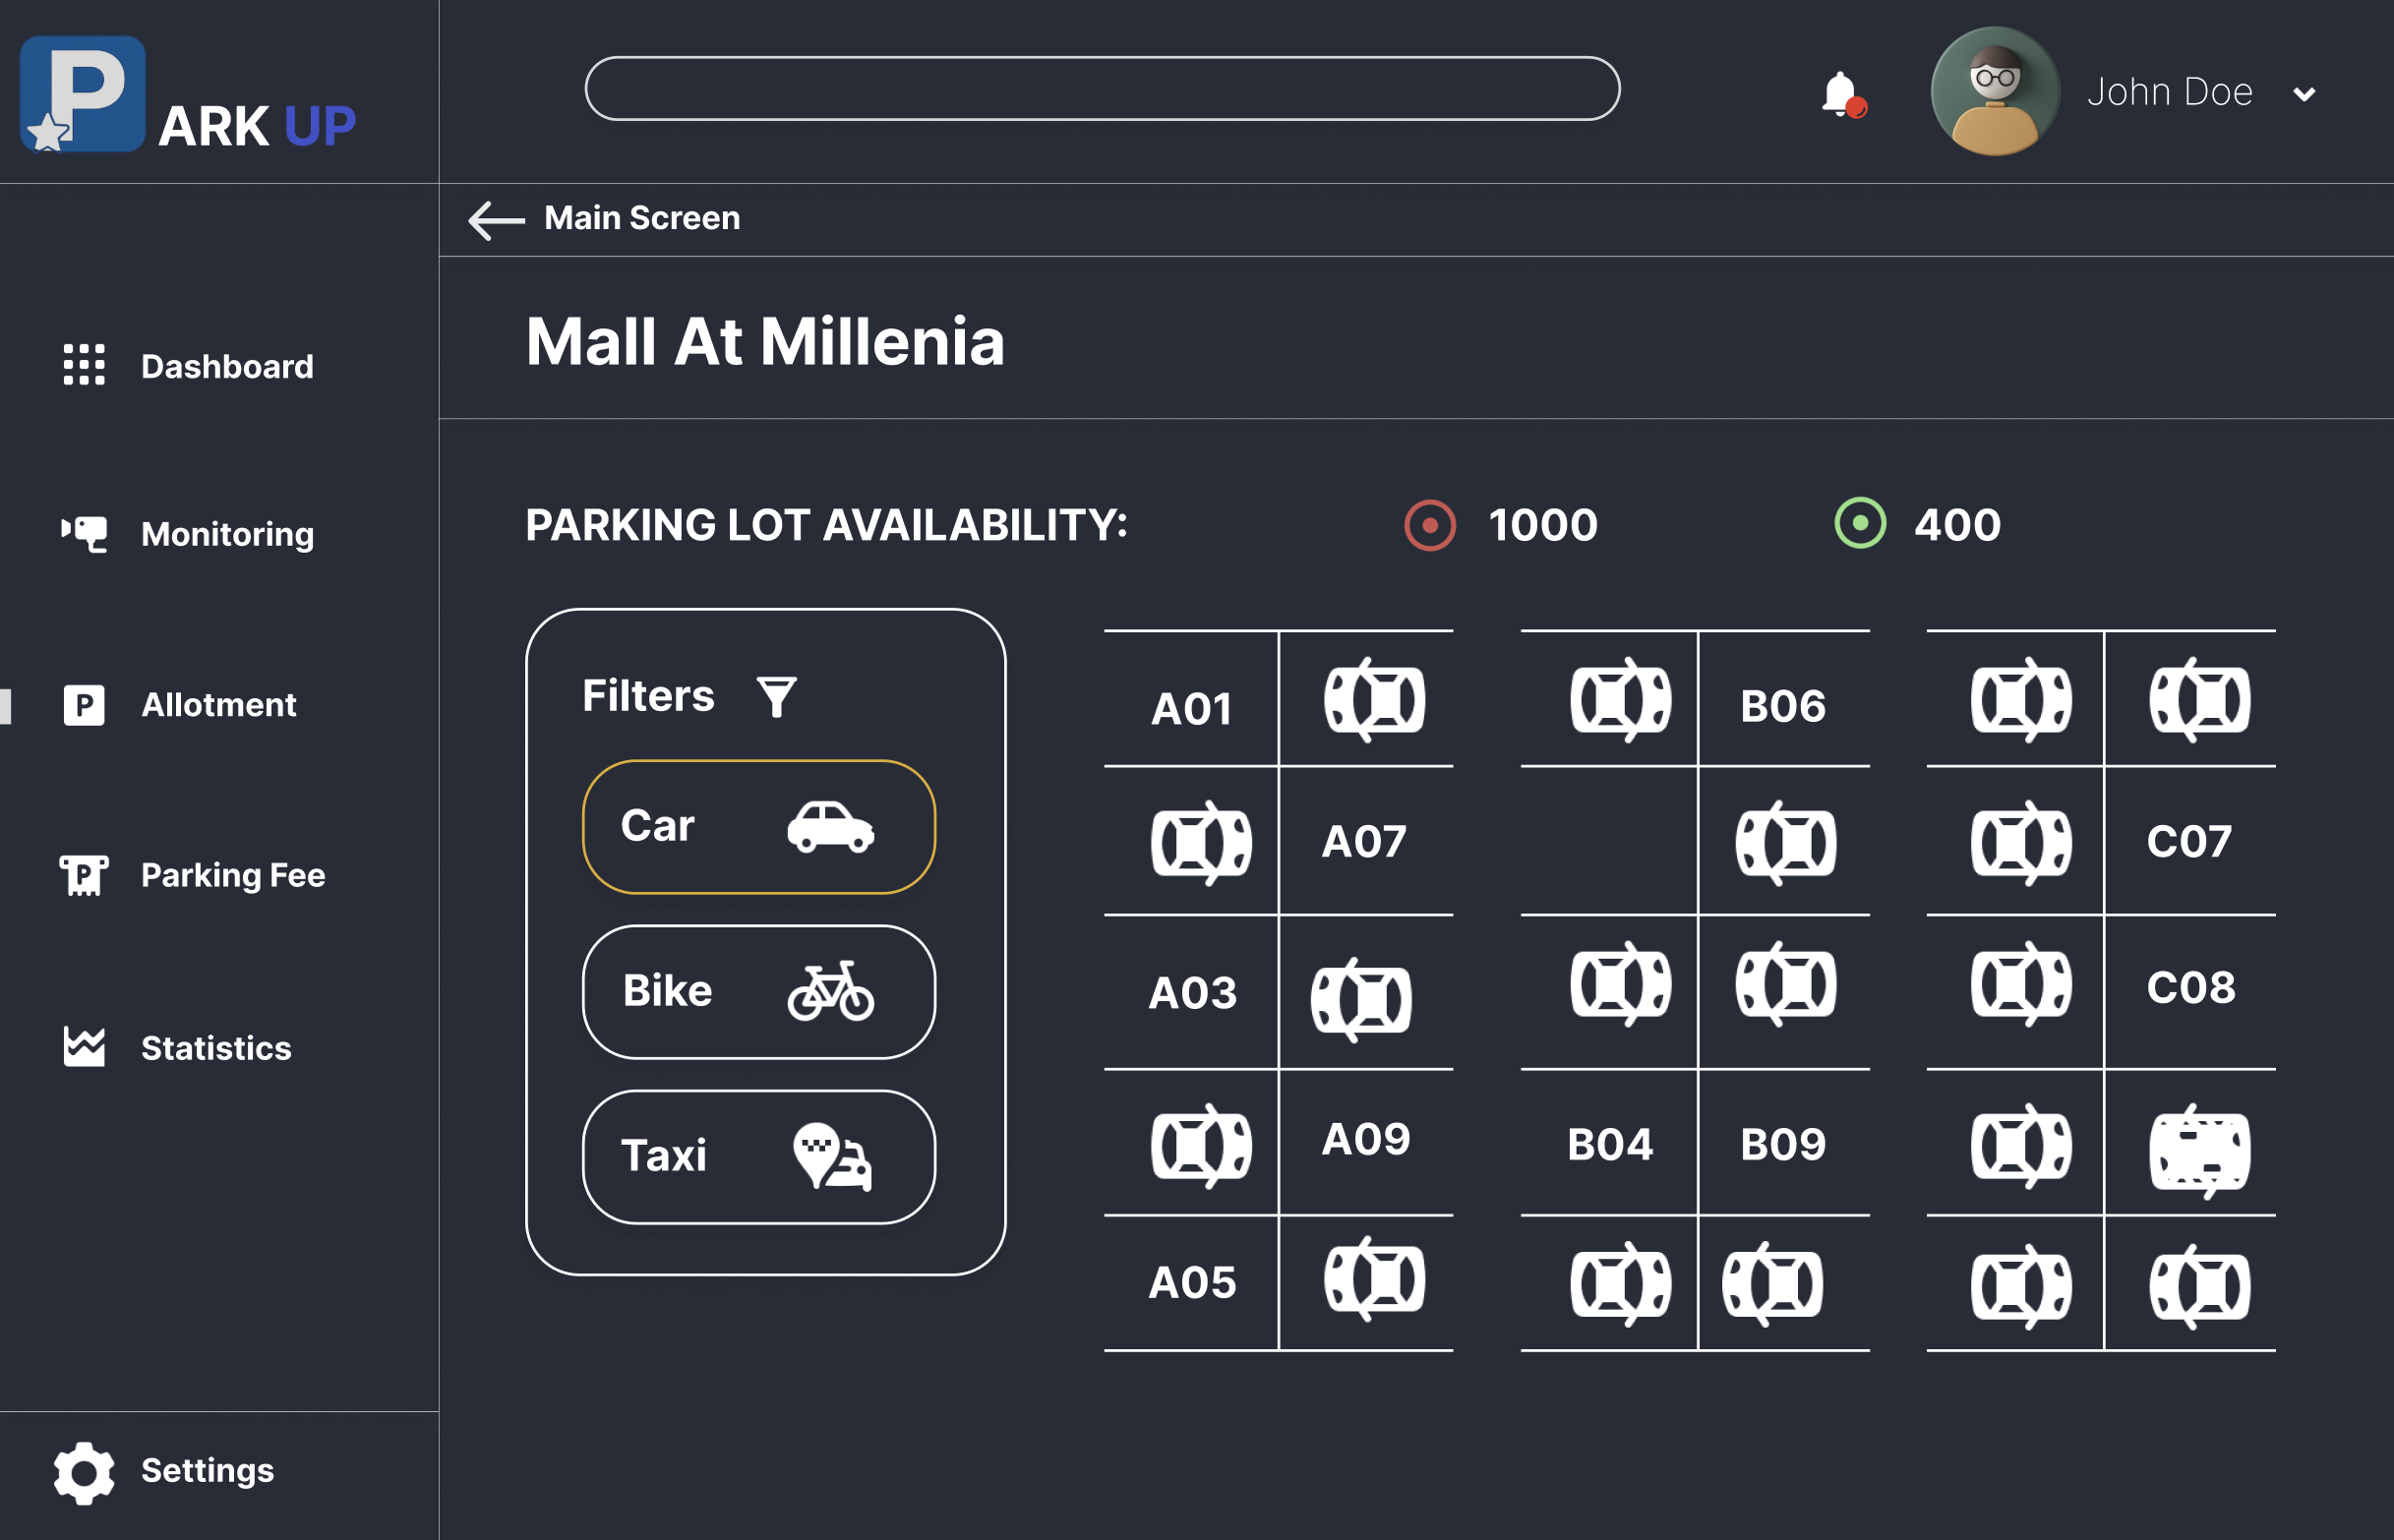 PARK UP
John Doe
Main Screen
Mall At Millenia
Dashboard
Monitoring
P Allotment
P Parking Fee
Statistics
Settings
PARKING LOT AVAILABILITY: 1000 400
Filters
Car
Bike
Taxi
A01 B06
A07 C07
A03 C08
A09 B04 B09
A05